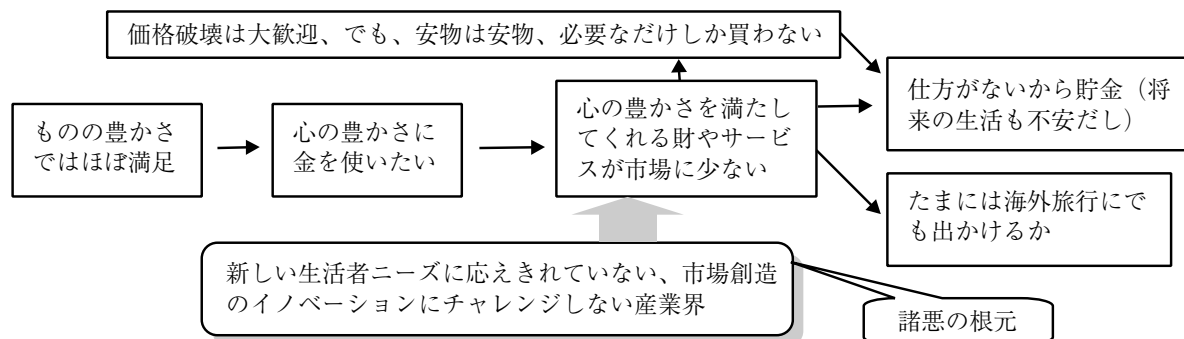 価格破壊は大歓迎、でも、安物は安物、必要なだけしか買わない
ものの豊かさ
ではほぼ満足
心の豊かさに
金を使いたい
心の豊かさを満たし
てくれる財やサービ
スが市場に少ない
仕方がないから貯金（将
来の生活も不安だし）
たまには海外旅行にで
も出かけるか
新しい生活者ニーズに応えきれていない、市場創造
のイノベーションにチャレンジしない産業界
諸悪の根元